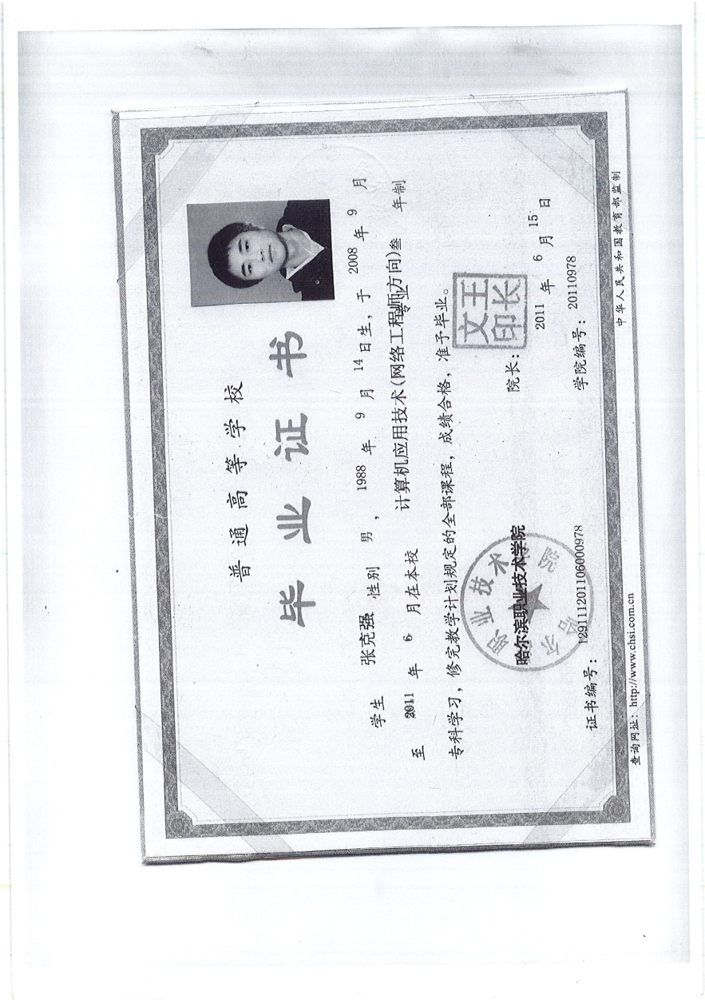 普通高等学校
毕业证书
学生 张克强 性别 男 ， 1988 年 9 月 14 日生，于 2008 年 9 月
至 2011 年 6 月在本校 计算机应用技术(网络工程师方向)专业 叁 年制
专科学习，修完教学计划规定的全部课程，成绩合格，准予毕业。
哈尔滨职业技术学院 院长：
2011 年 6 月 15 日
证书编号： 129111201106000978 学院编号： 20110978
查询网址：http://www.chsi.com.cn 中华人民共和国教育部监制